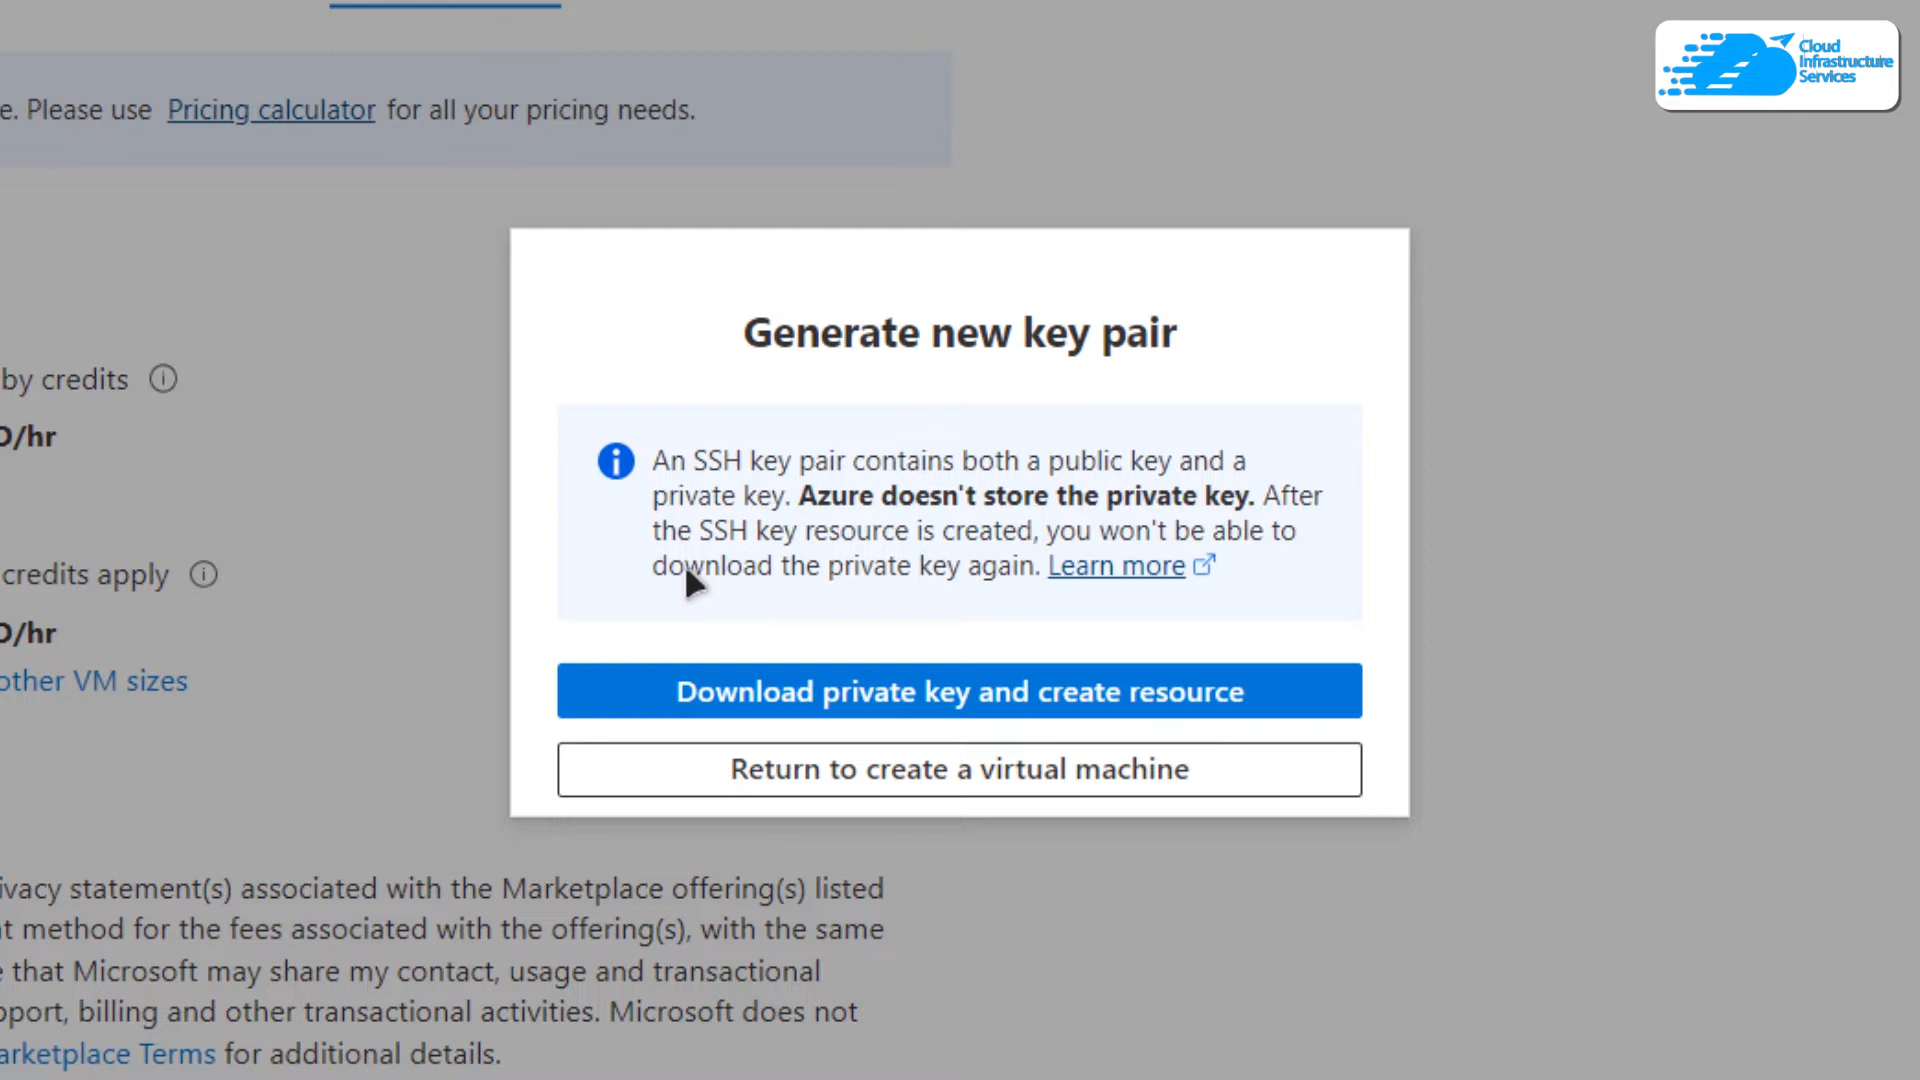 Cloud
Infrastructure
Services
e. Please use Pricing calculator for all your pricing needs.
Generate new key pair
by credits
/hr
An SSH key pair contains both a public key and a
private key. Azure doesn't store the private key. After
the SSH key resource is created, you won't be able to
download the private key again. Learn more
credits apply
/hr
other VM sizes
Download private key and create resource
Return to create a virtual machine
ivacy statement(s) associated with the Marketplace offering(s) listed
t method for the fees associated with the offering(s), with the same
e that Microsoft may share my contact, usage and transactional
pport, billing and other transactional activities. Microsoft does not
arketplace Terms for additional details.